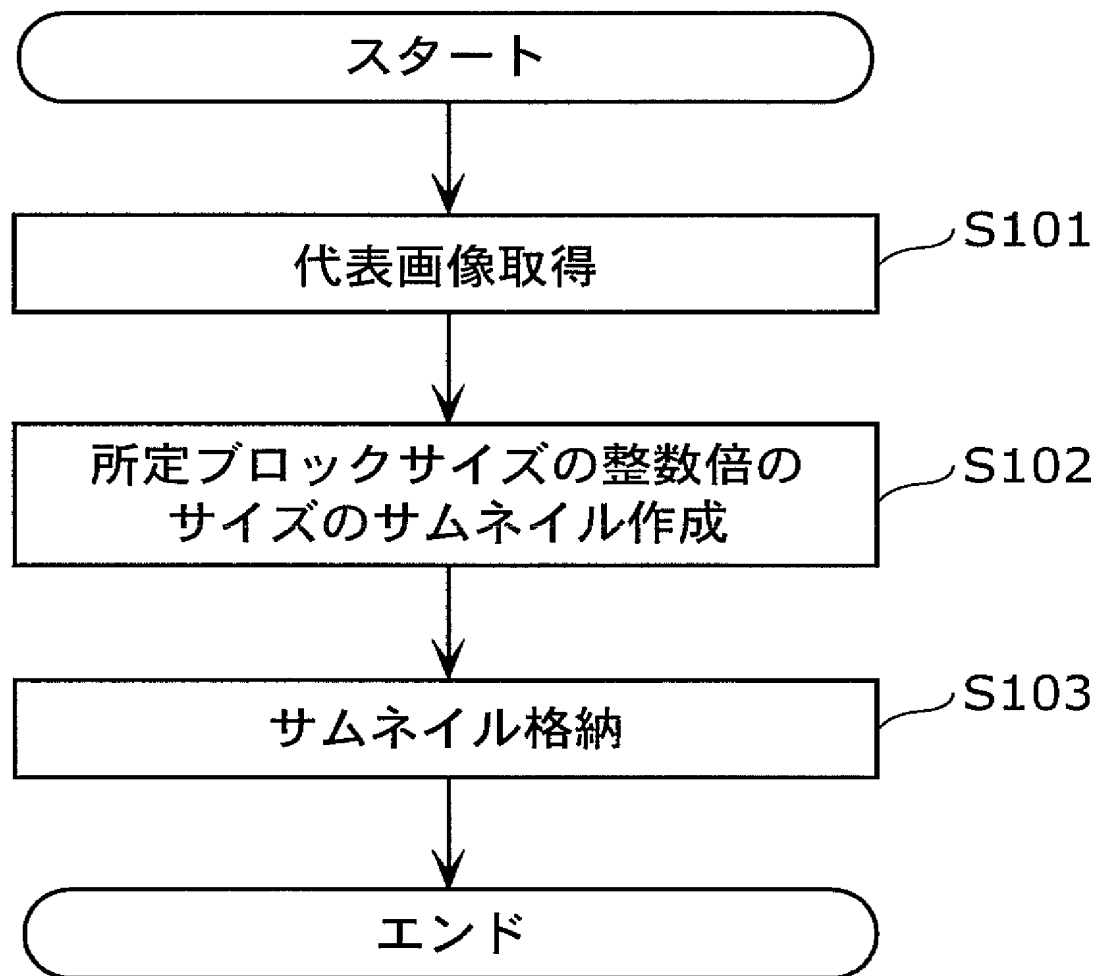 スタート
代表画像取得
S101
所定ブロックサイズの整数倍の
サイズのサムネイル作成
S102
サムネイル格納
S103
エンド